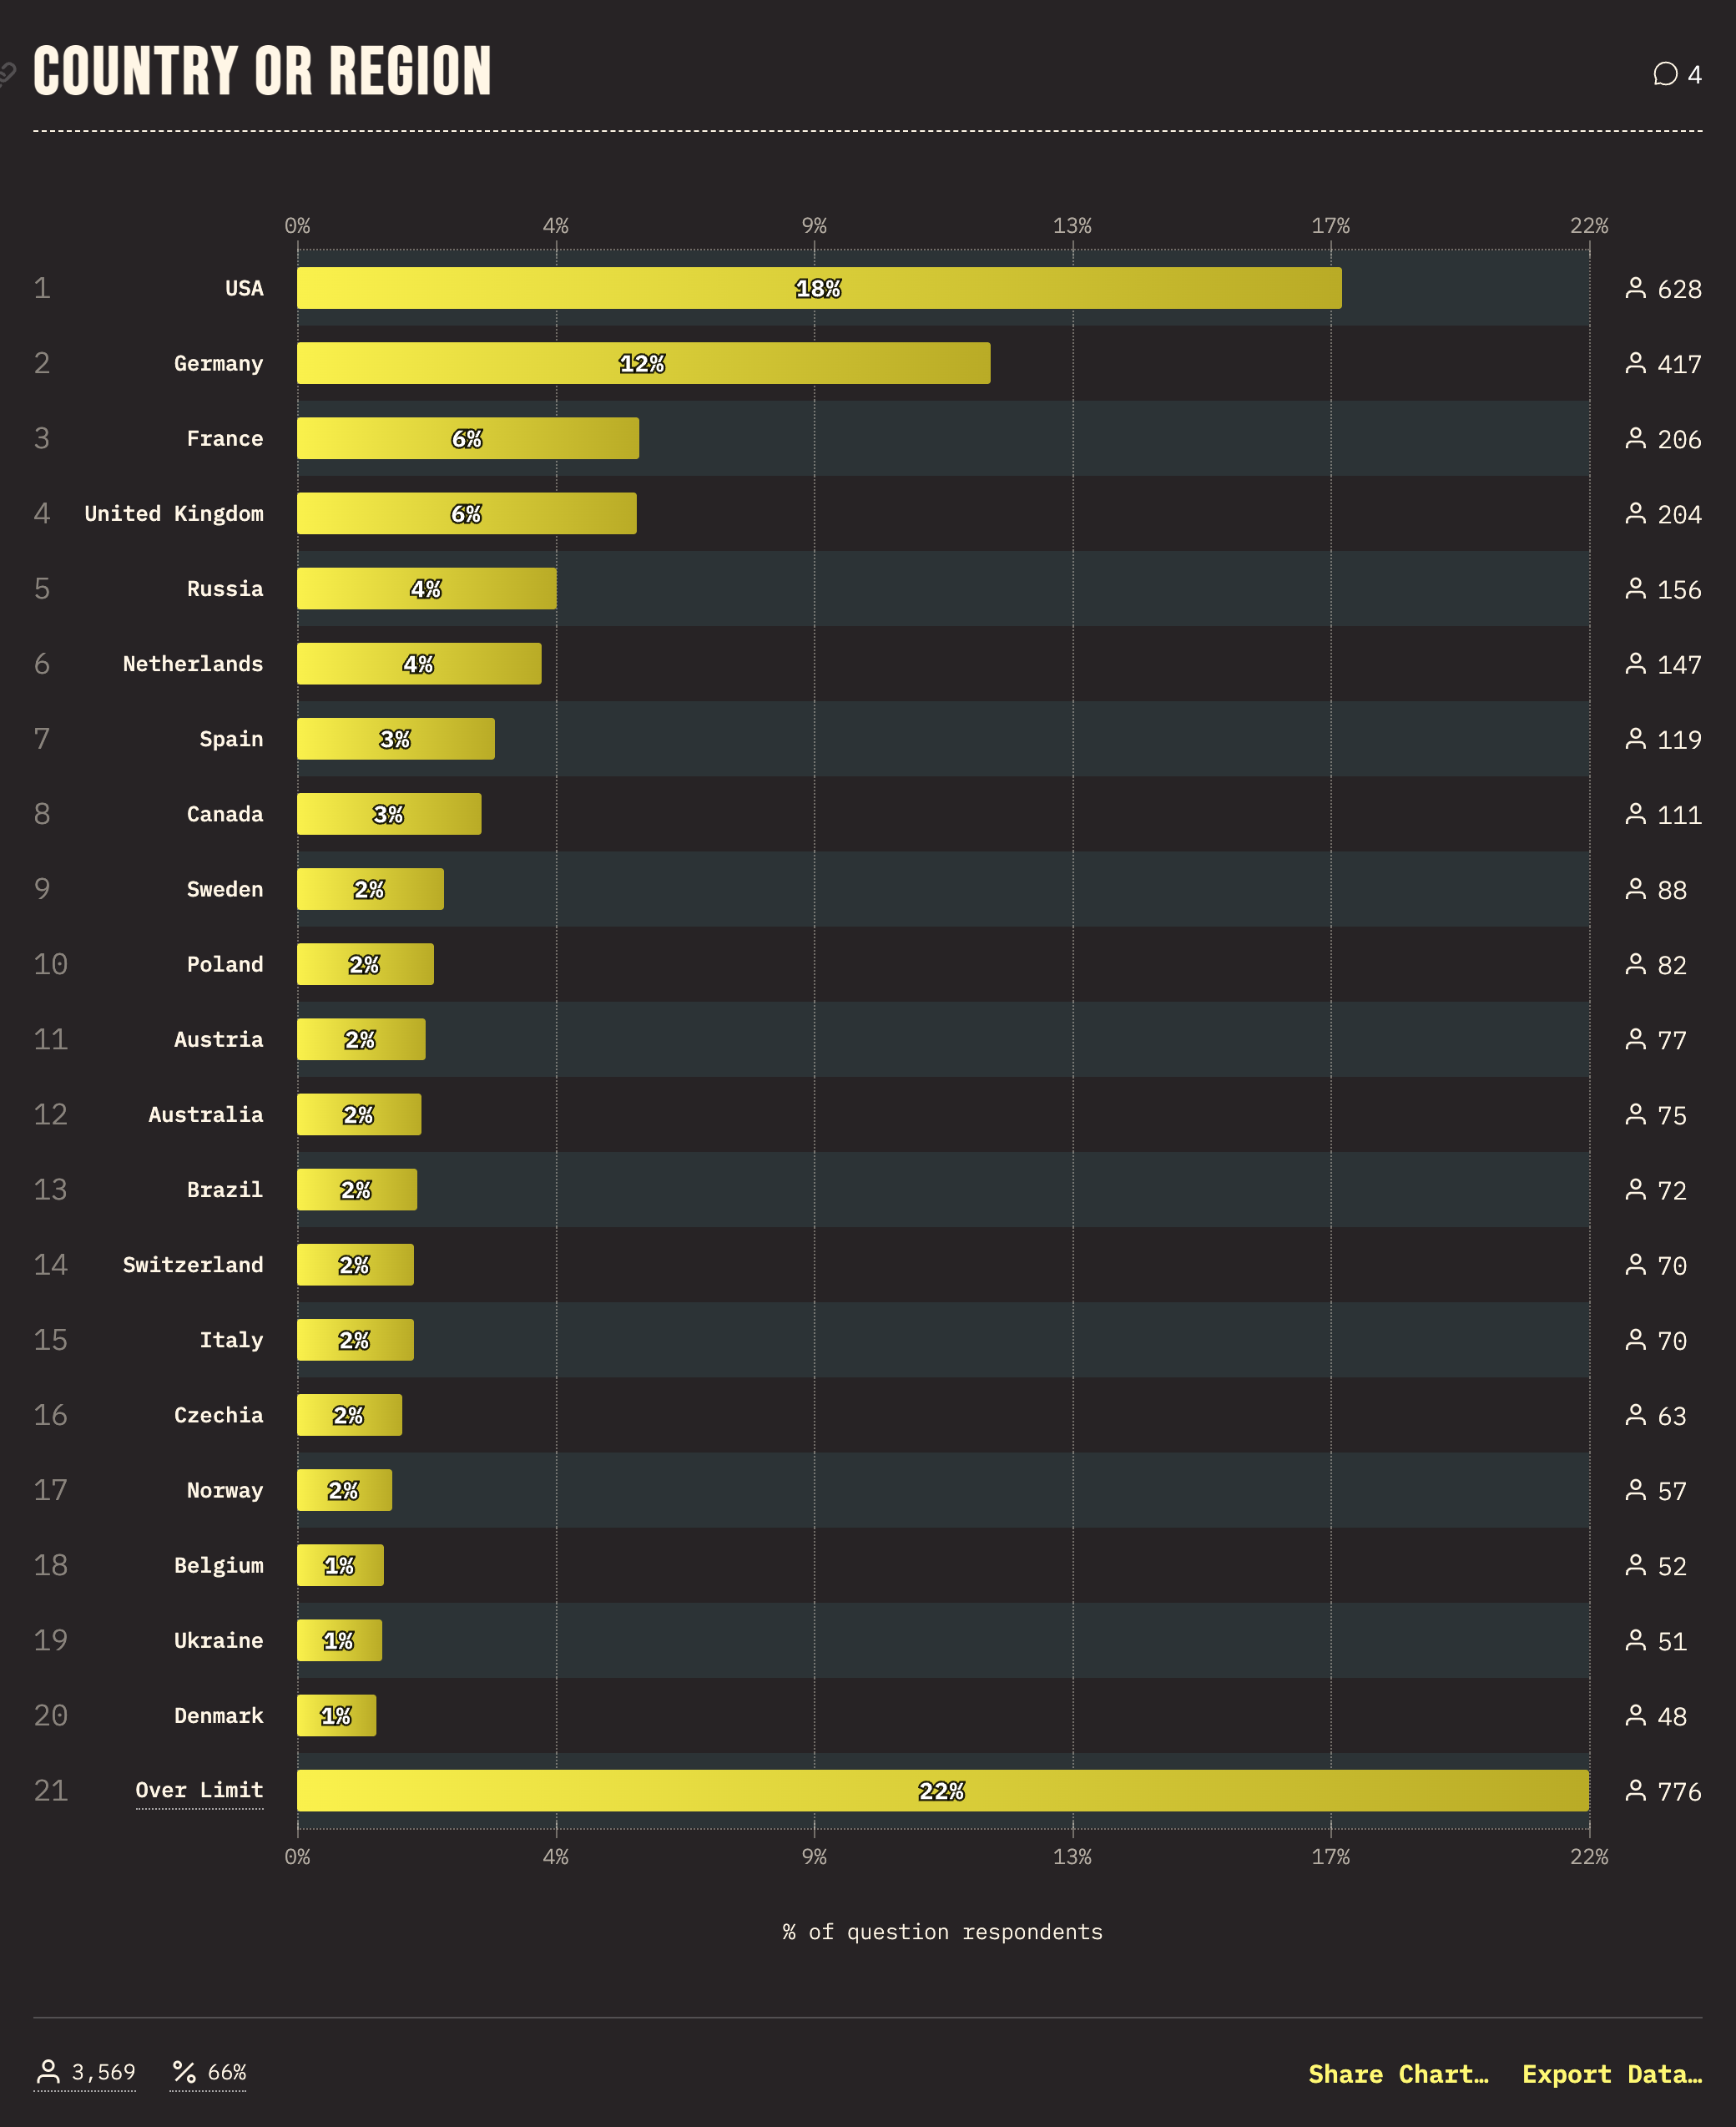 COUNTRY OR REGION
4
0% 4% 9% 13% 17% 22%
1 USA 18% 628
2 Germany 12% 417
3 France 6% 206
4 United Kingdom 6% 204
5 Russia 4% 156
6 Netherlands 4% 147
7 Spain 3% 119
8 Canada 3% 111
9 Sweden 2% 88
10 Poland 2% 82
11 Austria 2% 77
12 Australia 2% 75
13 Brazil 2% 72
14 Switzerland 2% 70
15 Italy 2% 70
16 Czechia 2% 63
17 Norway 2% 57
18 Belgium 1% 52
19 Ukraine 1% 51
20 Denmark 1% 48
21 Over Limit 22% 776
0% 4% 9% 13% 17% 22%
% of question respondents
3,569 % 66% Share Chart… Export Data…